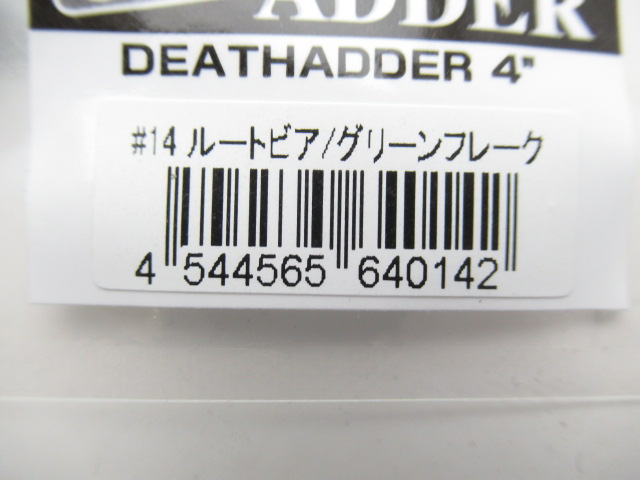 ADDER
DEATHADDER 4"
#14 ルートビア/グリーンフレーク
4 544565 640142